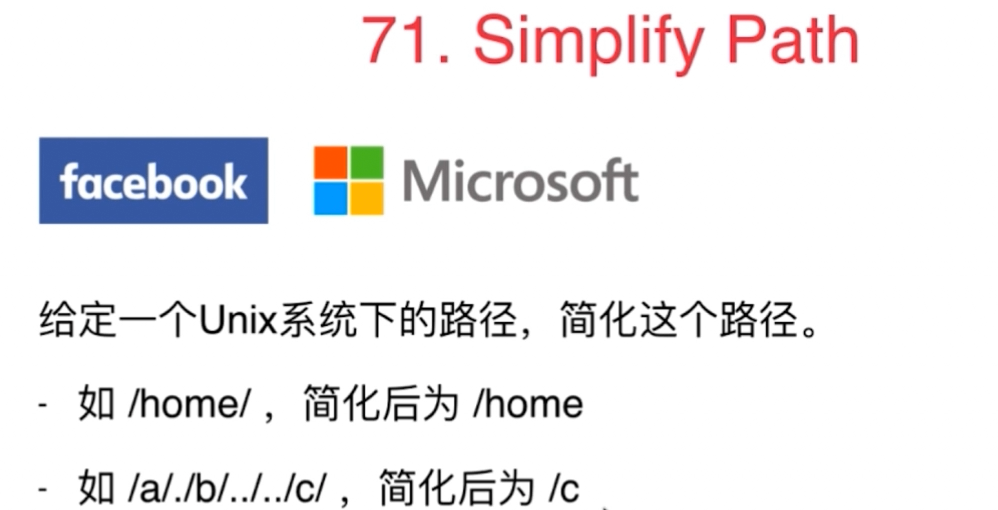 71. Simplify Path
facebook Microsoft
给定一个Unix系统下的路径，简化这个路径。
- 如 /home/ ，简化后为 /home
- 如 /a/./b/../../c/ ，简化后为 /c